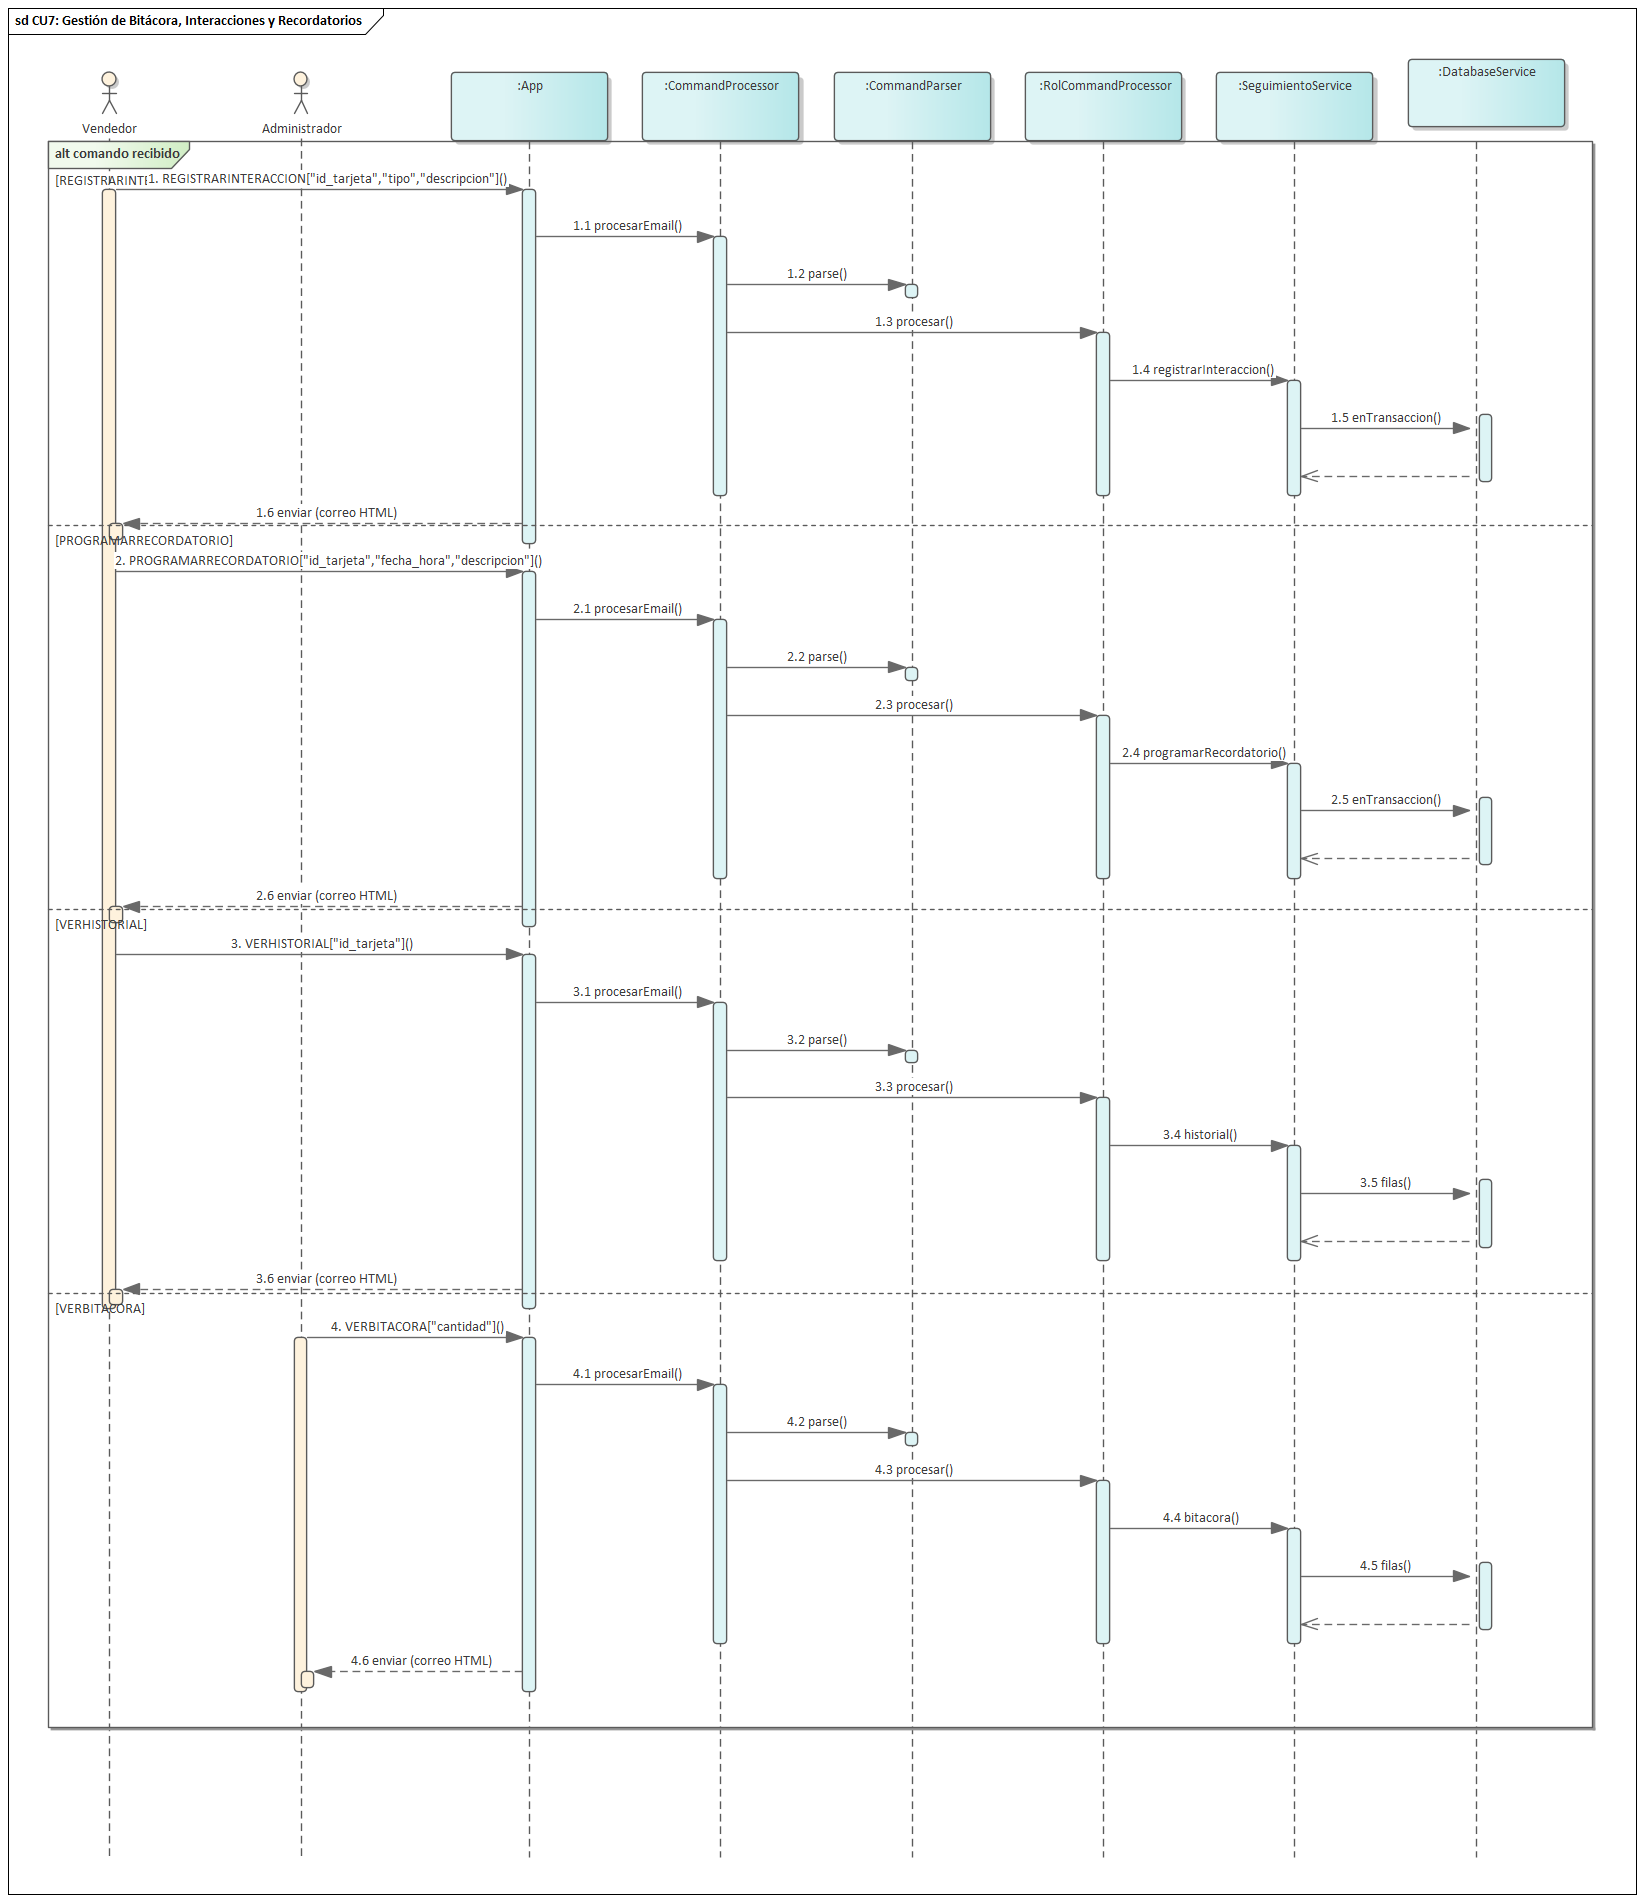 sd CU7: Gestión de Bitácora, Interacciones y Recordatorios
Vendedor
Administrador
:App
:CommandProcessor
:CommandParser
:RolCommandProcessor
:SeguimientoService
:DatabaseService
alt comando recibido
[REGISTRARINTE
1. REGISTRARINTERACCION["id_tarjeta","tipo","descripcion"]()
1.1 procesarEmail()
1.2 parse()
1.3 procesar()
1.4 registrarInteraccion()
1.5 enTransaccion()
1.6 enviar (correo HTML)
[PROGRAMARRECORDATORIO]
2. PROGRAMARRECORDATORIO["id_tarjeta","fecha_hora","descripcion"]()
2.1 procesarEmail()
2.2 parse()
2.3 procesar()
2.4 programarRecordatorio()
2.5 enTransaccion()
2.6 enviar (correo HTML)
[VERHISTORIAL]
3. VERHISTORIAL["id_tarjeta"]()
3.1 procesarEmail()
3.2 parse()
3.3 procesar()
3.4 historial()
3.5 filas()
3.6 enviar (correo HTML)
[VERBITACORA]
4. VERBITACORA["cantidad"]()
4.1 procesarEmail()
4.2 parse()
4.3 procesar()
4.4 bitacora()
4.5 filas()
4.6 enviar (correo HTML)